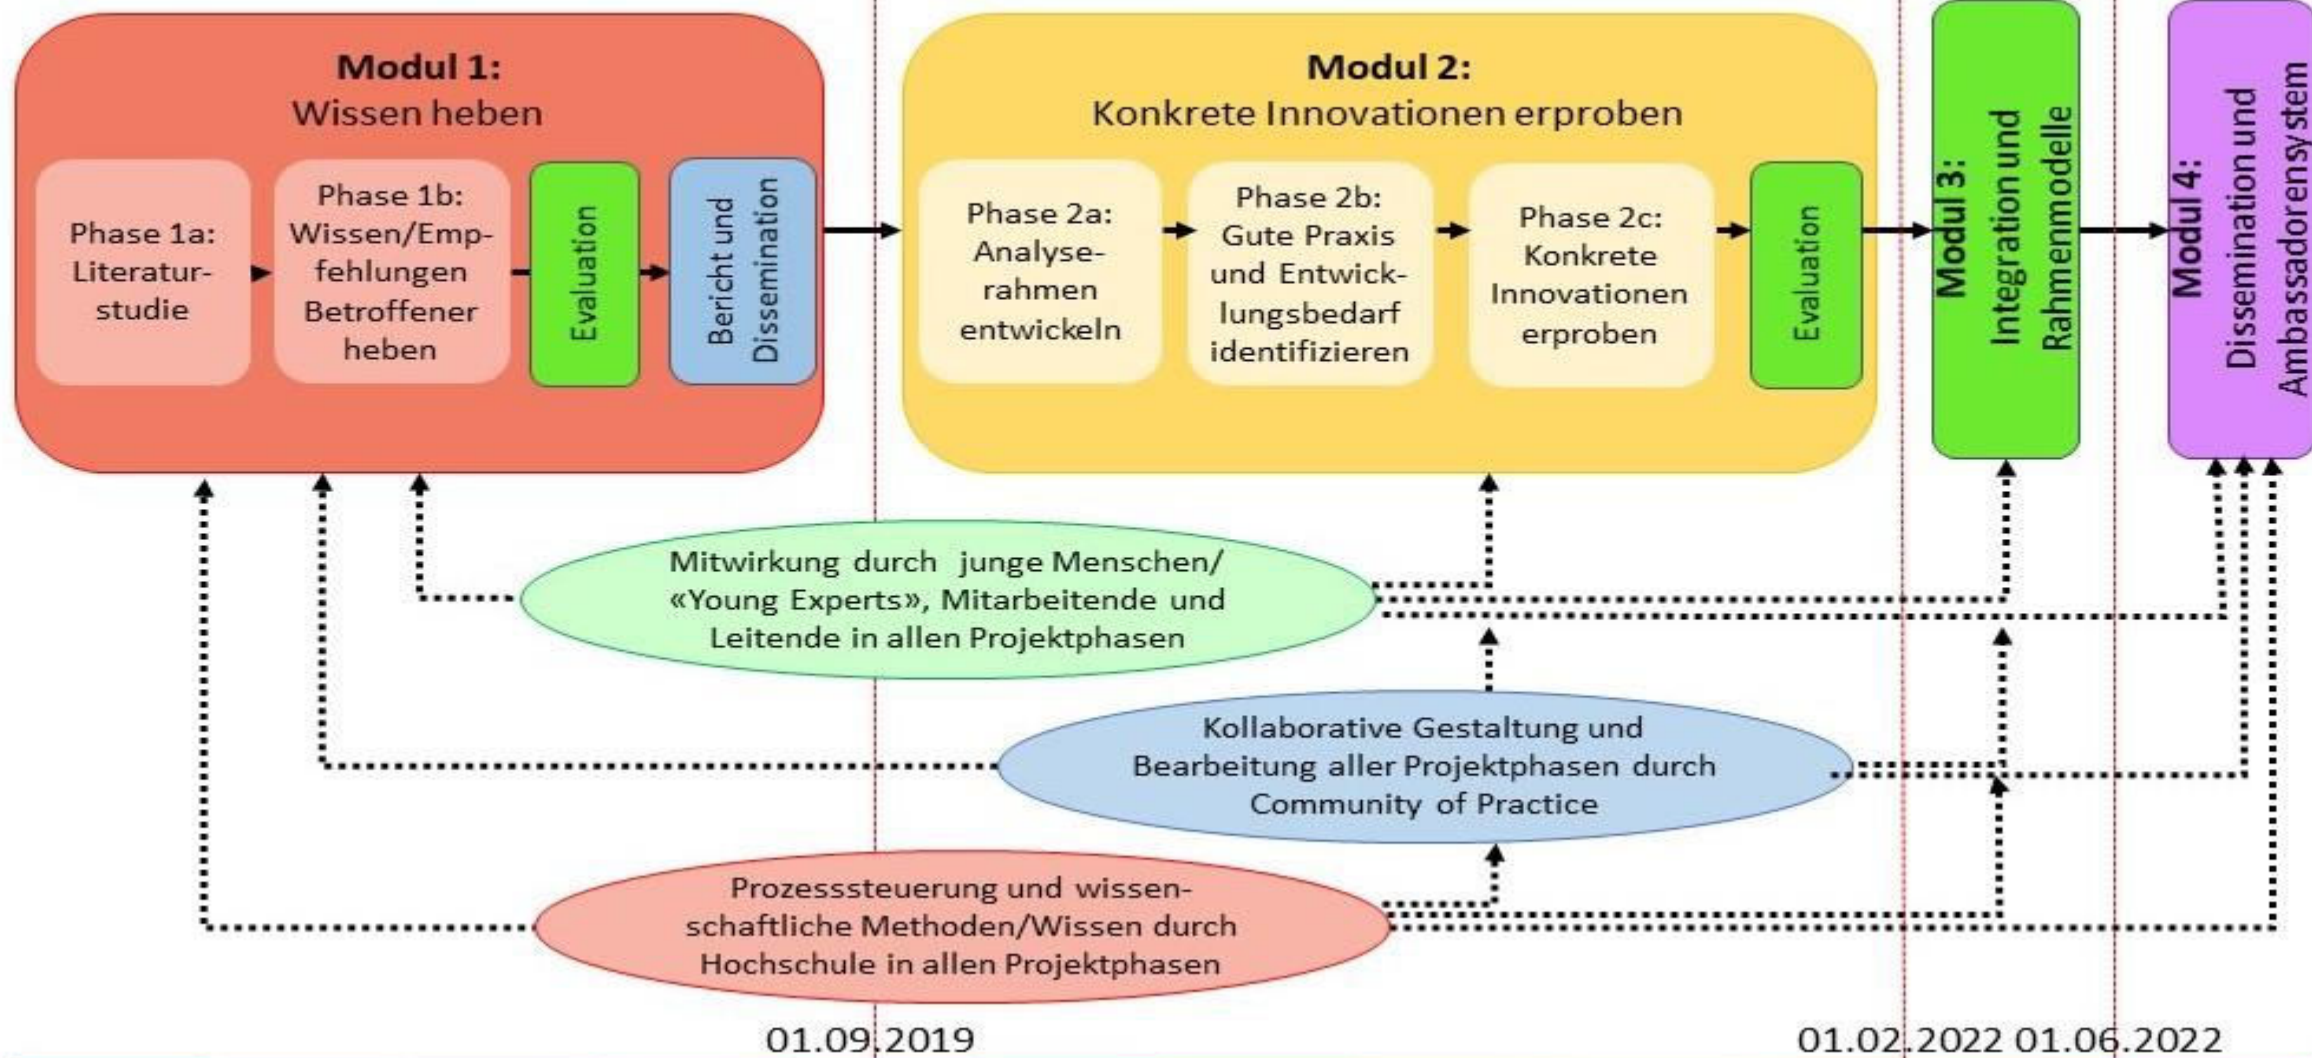 Modul 1:
Wissen heben
Phase 1a:
Literatur-
studie
Phase 1b:
Wissen/Emp-
fehlungen
Betroffener
heben
Evaluation
Bericht und
Dissemination
Modul 2:
Konkrete Innovationen erproben
Phase 2a:
Analyse-
rahmen
entwickeln
Phase 2b:
Gute Praxis
und Entwick-
lungsbedarf
identifizieren
Phase 2c:
Konkrete
Innovationen
erproben
Evaluation
Modul 3:
Integration und
Rahmenmodelle
Modul 4:
Dissemination und
Ambassadorensystem
Mitwirkung durch junge Menschen/
«Young Experts», Mitarbeitende und
Leitende in allen Projektphasen
Kollaborative Gestaltung und
Bearbeitung aller Projektphasen durch
Community of Practice
Prozesssteuerung und wissen-
schaftliche Methoden/Wissen durch
Hochschule in allen Projektphasen
01.09.2019
01.02.2022 01.06.2022